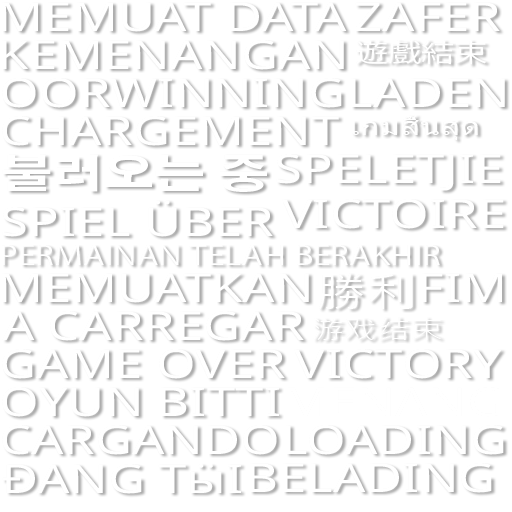 MEMUAT DATA ZAFER
KEMENANGAN 遊戲結束
OORWINNING LADEN
CHARGEMENT เกมสิ้นสุด
불러오는 중 SPELETJIE
SPIEL ÜBER VICTOIRE
PERMAINAN TELAH BERAKHIR
MEMUATKAN 勝利 FIM
A CARREGAR 游戏结束
GAME OVER VICTORY
OYUN BITTI
CARGANDO LOADING
ĐANG TẢI BELADING